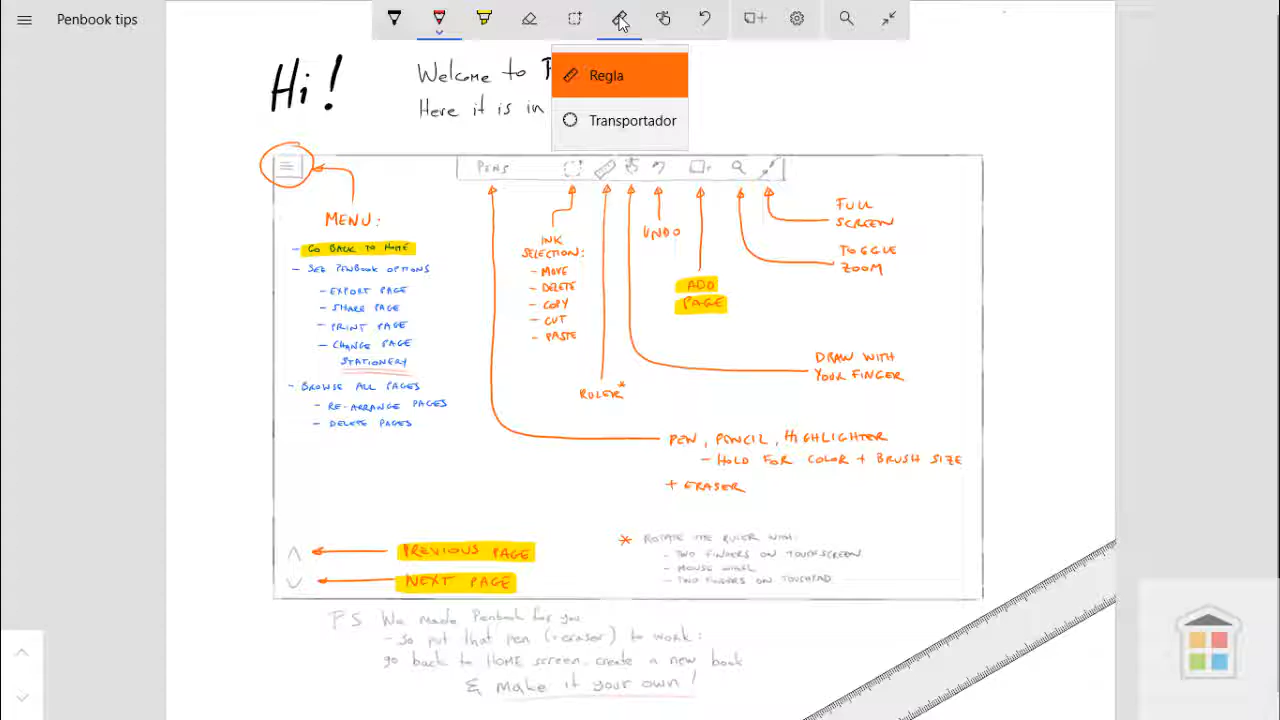 Penbook tips
Regla
Transportador
Hi!
Welcome to
Here it is in
PENS
MENU:
- GO BACK TO HOME
- SEE PENBOOK OPTIONS
- EXPORT PAGE
- SHARE PAGE
- PRINT PAGE
- CHANGE PAGE
STATIONERY
- BROWSE ALL PAGES
- RE-ARRANGE PAGES
- DELETE PAGES
INK
SELECTION:
- MOVE
- DELETE
- COPY
- CUT
- PASTE
RULER*
UNDO
ADD
PAGE
FULL
SCREEN
TOGGLE
ZOOM
DRAW WITH
YOUR FINGER
PEN, PENCIL, HIGHLIGHTER
- HOLD FOR COLOR + BRUSH SIZE
+ ERASER
PREVIOUS PAGE
NEXT PAGE
* ROTATE THE RULER WITH:
- TWO FINGERS ON TOUCHSCREEN
- MOUSE WHEEL
- TWO FINGERS ON TOUCHPAD
PS We made Penbook for you
- So put that pen (+eraser) to work:
go back to HOME screen, create a new book
& make it your own!